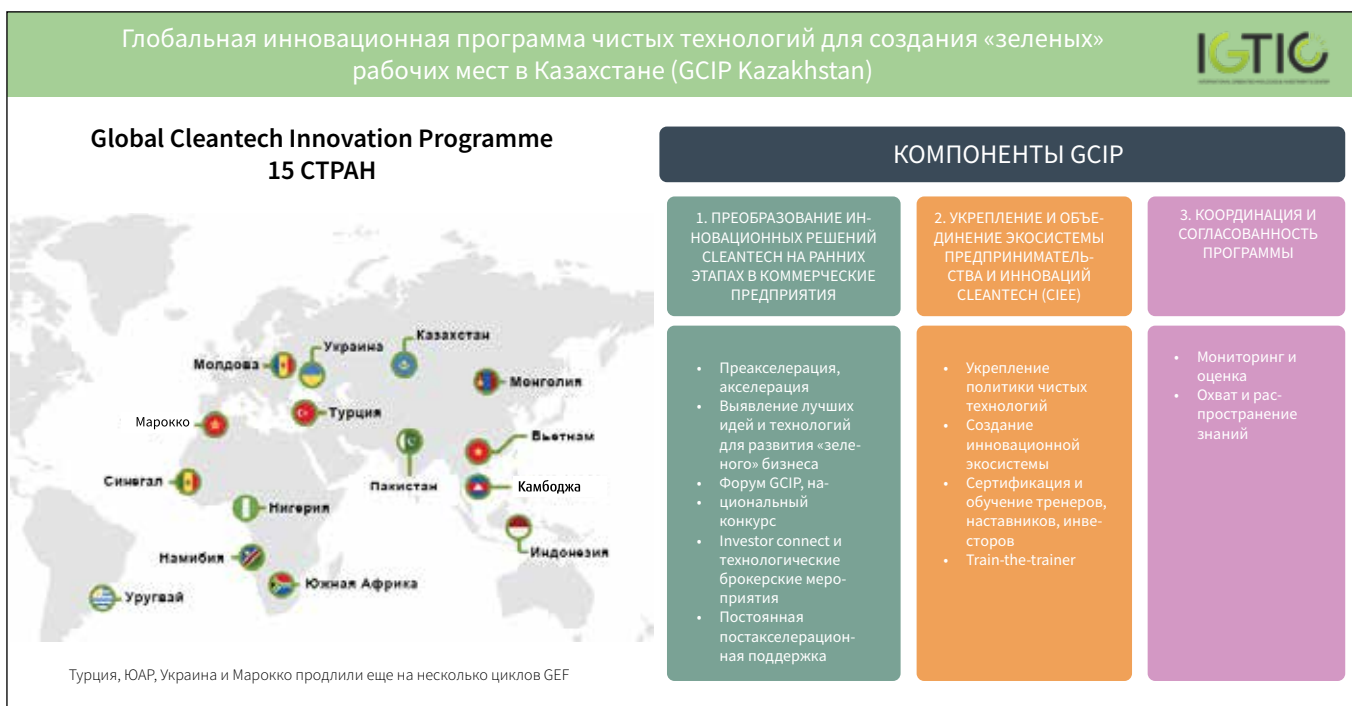 Глобальная инновационная программа чистых технологий для создания «зеленых»
рабочих мест в Казахстане (GCIP Kazakhstan)
IGTIC
Global Cleantech Innovation Programme
15 СТРАН
Казахстан
Украина
Молдова
Монголия
Марокко
Турция
Вьетнам
Синегал
Пакистан
Камбоджа
Нигерия
Намибия
Индонезия
Южная Африка
Уругвай
Турция, ЮАР, Украина и Марокко продлили еще на несколько циклов GEF
КОМПОНЕНТЫ GCIP
1. ПРЕОБРАЗОВАНИЕ ИН-
НОВАЦИОННЫХ РЕШЕНИЙ
CLEANTECH НА РАННИХ
ЭТАПАХ В КОММЕРЧЕСКИЕ
ПРЕДПРИЯТИЯ
• Преакселерация,
акселерация
• Выявление лучших
идей и технологий
для развития «зеле-
ного» бизнеса
• Форум GCIP, на-
• циональный
конкурс
• Investor connect и
технологические
брокерские меро-
приятия
• Постоянная
постакселерацион-
ная поддержка
2. УКРЕПЛЕНИЕ И ОБЪЕ-
ДИНЕНИЕ ЭКОСИСТЕМЫ
ПРЕДПРИНИМАТЕЛЬ-
СТВА И ИННОВАЦИЙ
CLEANTECH (CIEE)
• Укрепление
политики чистых
технологий
• Создание
инновационной
экосистемы
• Сертификация и
обучение тренеров,
наставников, инве-
сторов
• Train-the-trainer
3. КООРДИНАЦИЯ И
СОГЛАСОВАННОСТЬ
ПРОГРАММЫ
• Мониторинг и
оценка
• Охват и рас-
пространение
знаний